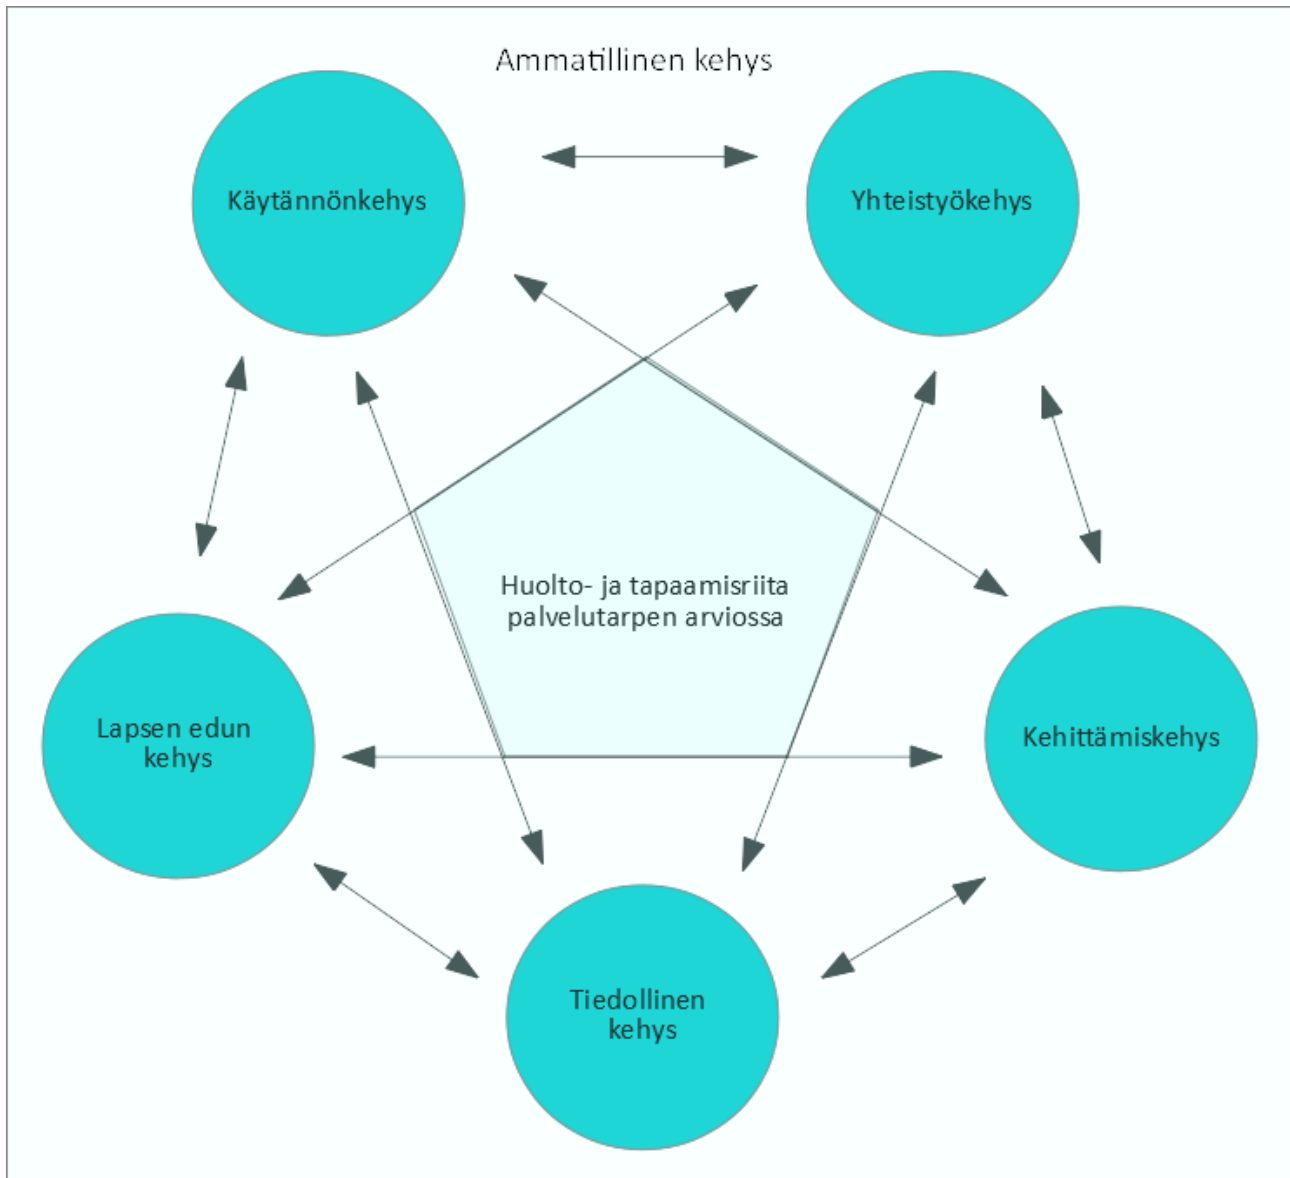 Ammatillinen kehys
Käytännönkehys
Yhteistyökehys
Huolto- ja tapaamisriita
palvelutarpen arviossa
Lapsen edun
kehys
Kehittämiskehys
Tiedollinen
kehys